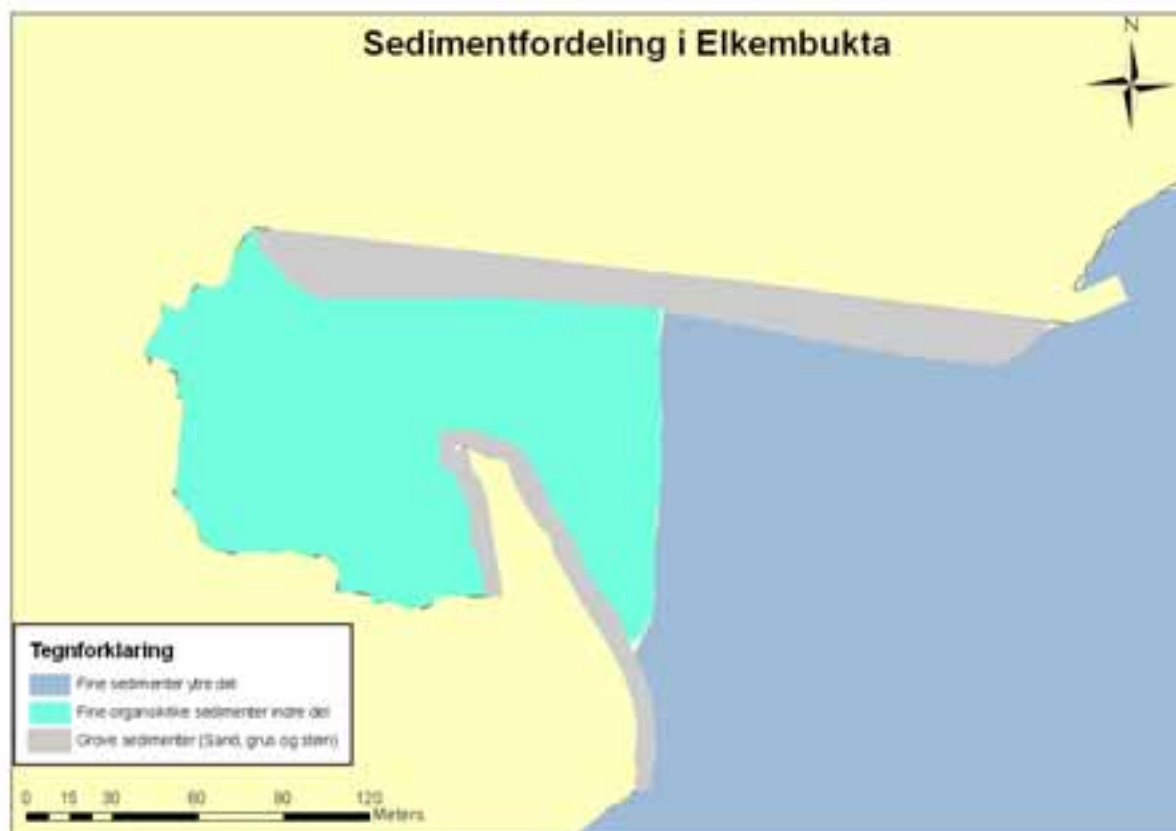 Sedimentfordeling i Elkembukta
N
Tegnforklaring
Fine sedimenter ytre del
Fine organiskrike sedimenter indre del
Grove sedimenter (Sand, grus og stein)
0 15 30 60 90 120
Meters